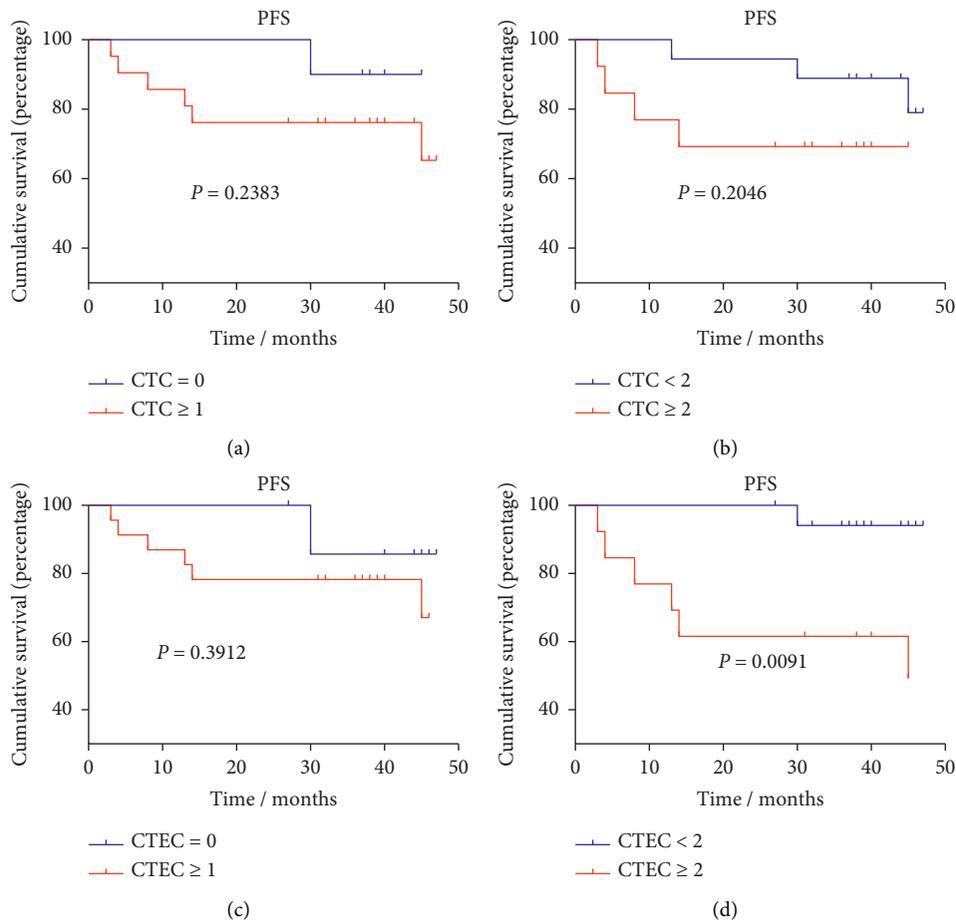 PFS
Cumulative survival (percentage)
100
80
60
40
P = 0.2383
0 10 20 30 40 50
Time / months
CTC = 0
CTC ≥ 1
(a)
PFS
Cumulative survival (percentage)
100
80
60
40
P = 0.2046
0 10 20 30 40 50
Time / months
CTC < 2
CTC ≥ 2
(b)
PFS
Cumulative survival (percentage)
100
80
60
40
P = 0.3912
0 10 20 30 40 50
Time / months
CTEC = 0
CTEC ≥ 1
(c)
PFS
Cumulative survival (percentage)
100
80
60
40
P = 0.0091
0 10 20 30 40 50
Time / months
CTEC < 2
CTEC ≥ 2
(d)